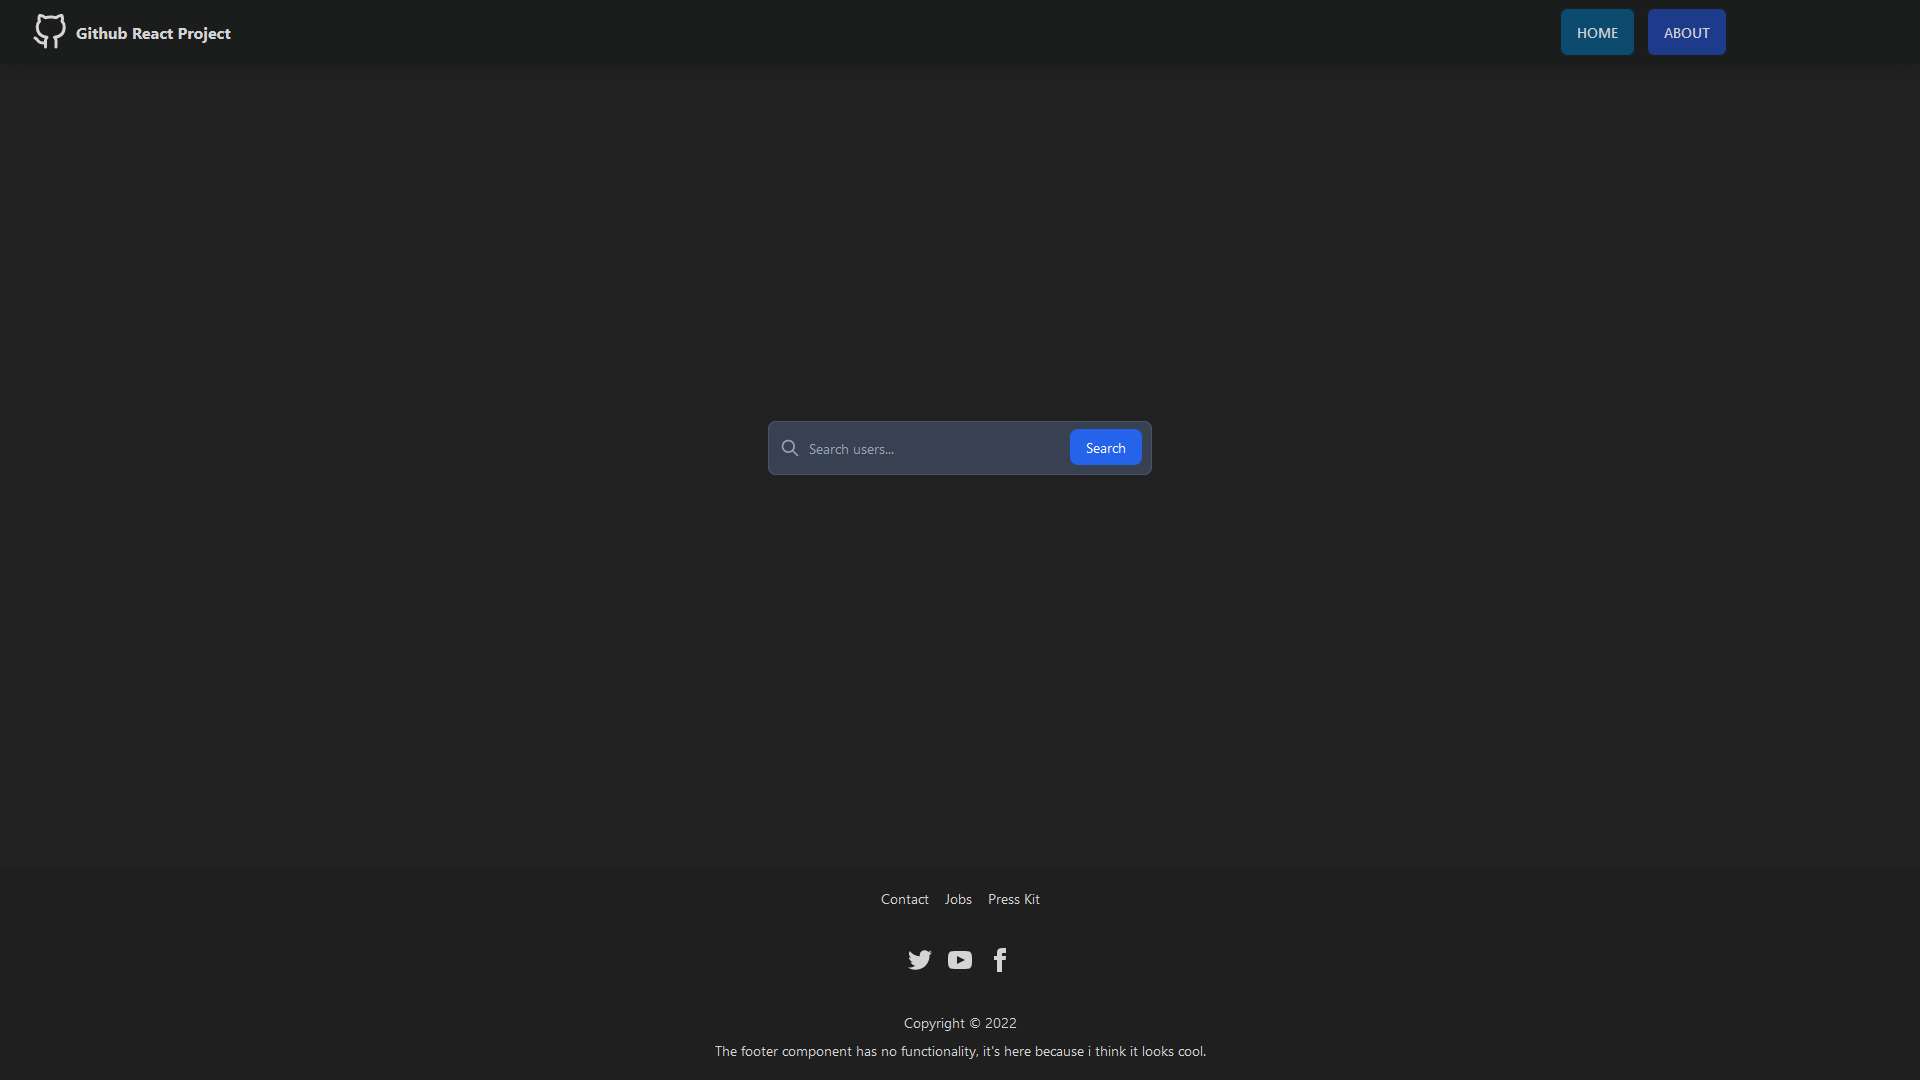 Github React Project
HOME ABOUT
Search users...
Search
Contact Jobs Press Kit
Copyright © 2022
The footer component has no functionality, it's here because i think it looks cool.